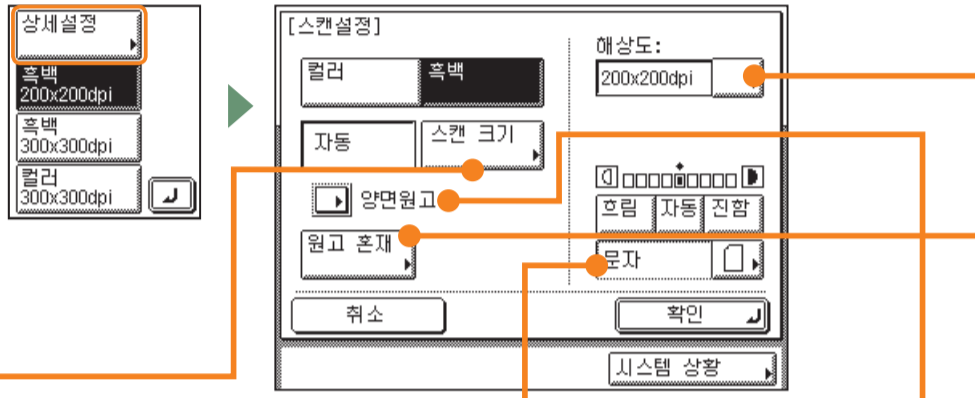 상세설정
흑백
200x200dpi
흑백
300x300dpi
컬러
300x300dpi
[스캔설정]
컬러
흑백
자동
스캔 크기
양면원고
원고 혼재
해상도:
200x200dpi
흐림
자동
진함
문자
취소
확인
시스템 상황